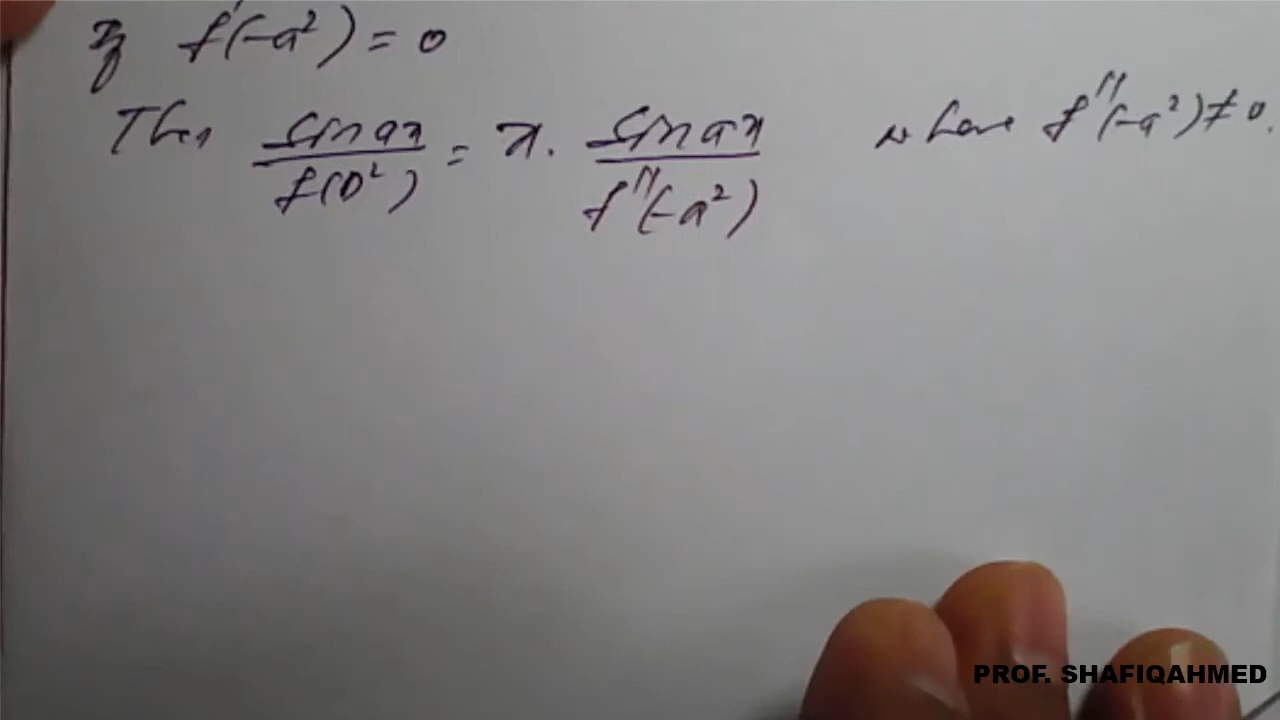 If f'(-a²) = 0
Then sin ax / f(D²) = x. sin ax / f''(-a²) where f''(-a²) ≠ 0.
PROF. SHAFIQAHMED